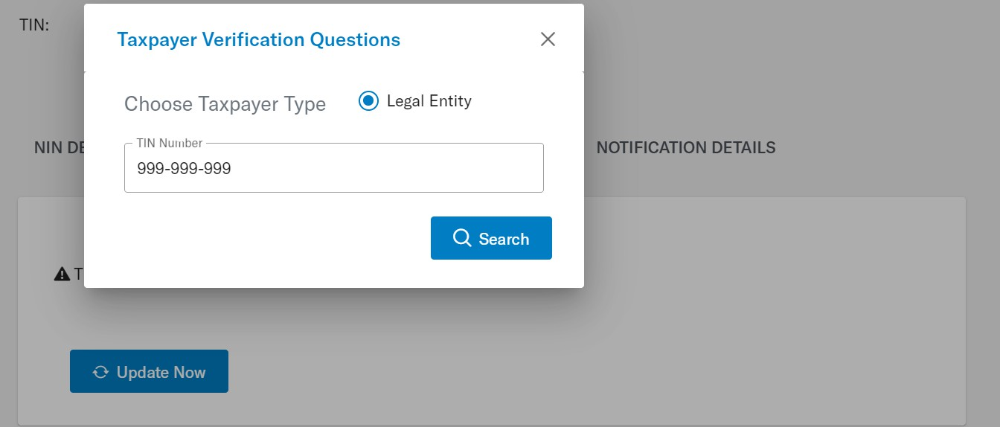 TIN:
Taxpayer Verification Questions
Choose Taxpayer Type
Legal Entity
TIN Number
999-999-999
Search
NIN DE
NOTIFICATION DETAILS
T
Update Now